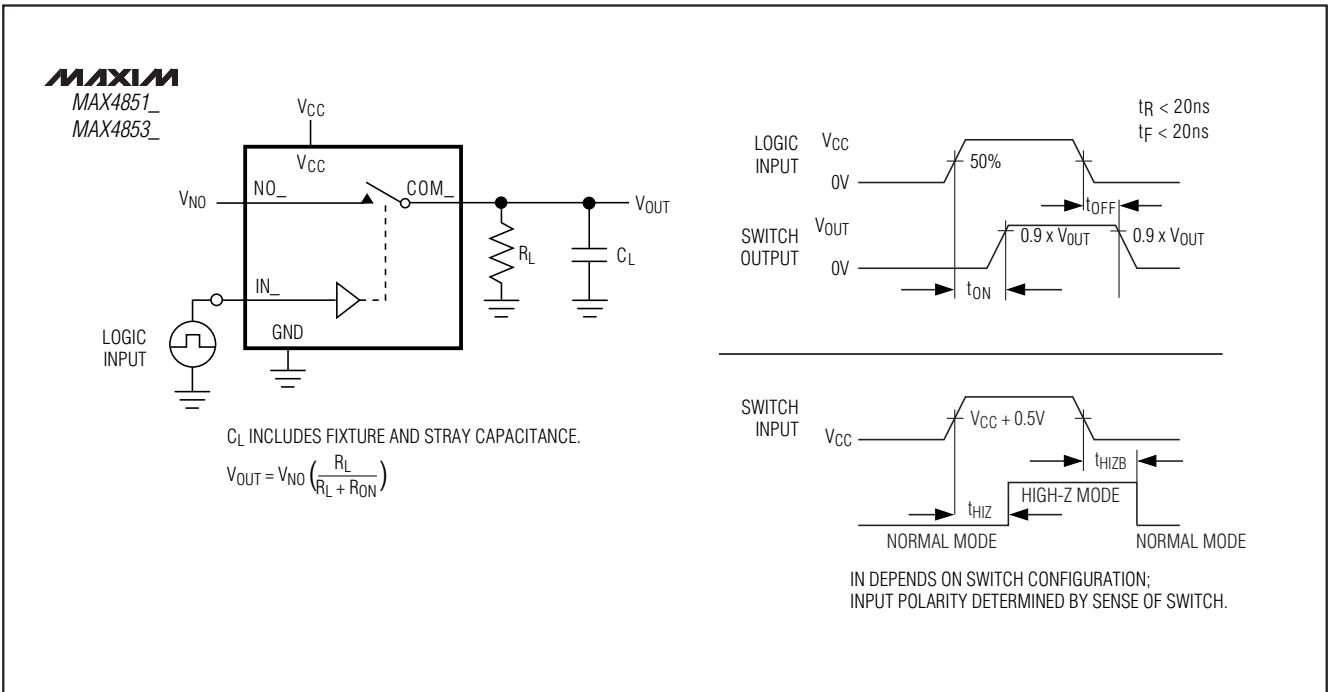 MAXIM
MAX4851_
MAX4853_
VCC
VCC
VNO
NO_
COM_
VOUT
RL
CL
IN_
GND
LOGIC
INPUT
CL INCLUDES FIXTURE AND STRAY CAPACITANCE.
VOUT = VNO (RL / RL + RON)
tR < 20ns
tF < 20ns
LOGIC
INPUT
VCC
50%
0V
tOFF
SWITCH
OUTPUT
VOUT
0.9 x VOUT
0.9 x VOUT
0V
tON
SWITCH
INPUT
VCC
VCC + 0.5V
tHIZB
HIGH-Z MODE
tHIZ
NORMAL MODE
NORMAL MODE
IN DEPENDS ON SWITCH CONFIGURATION;
INPUT POLARITY DETERMINED BY SENSE OF SWITCH.